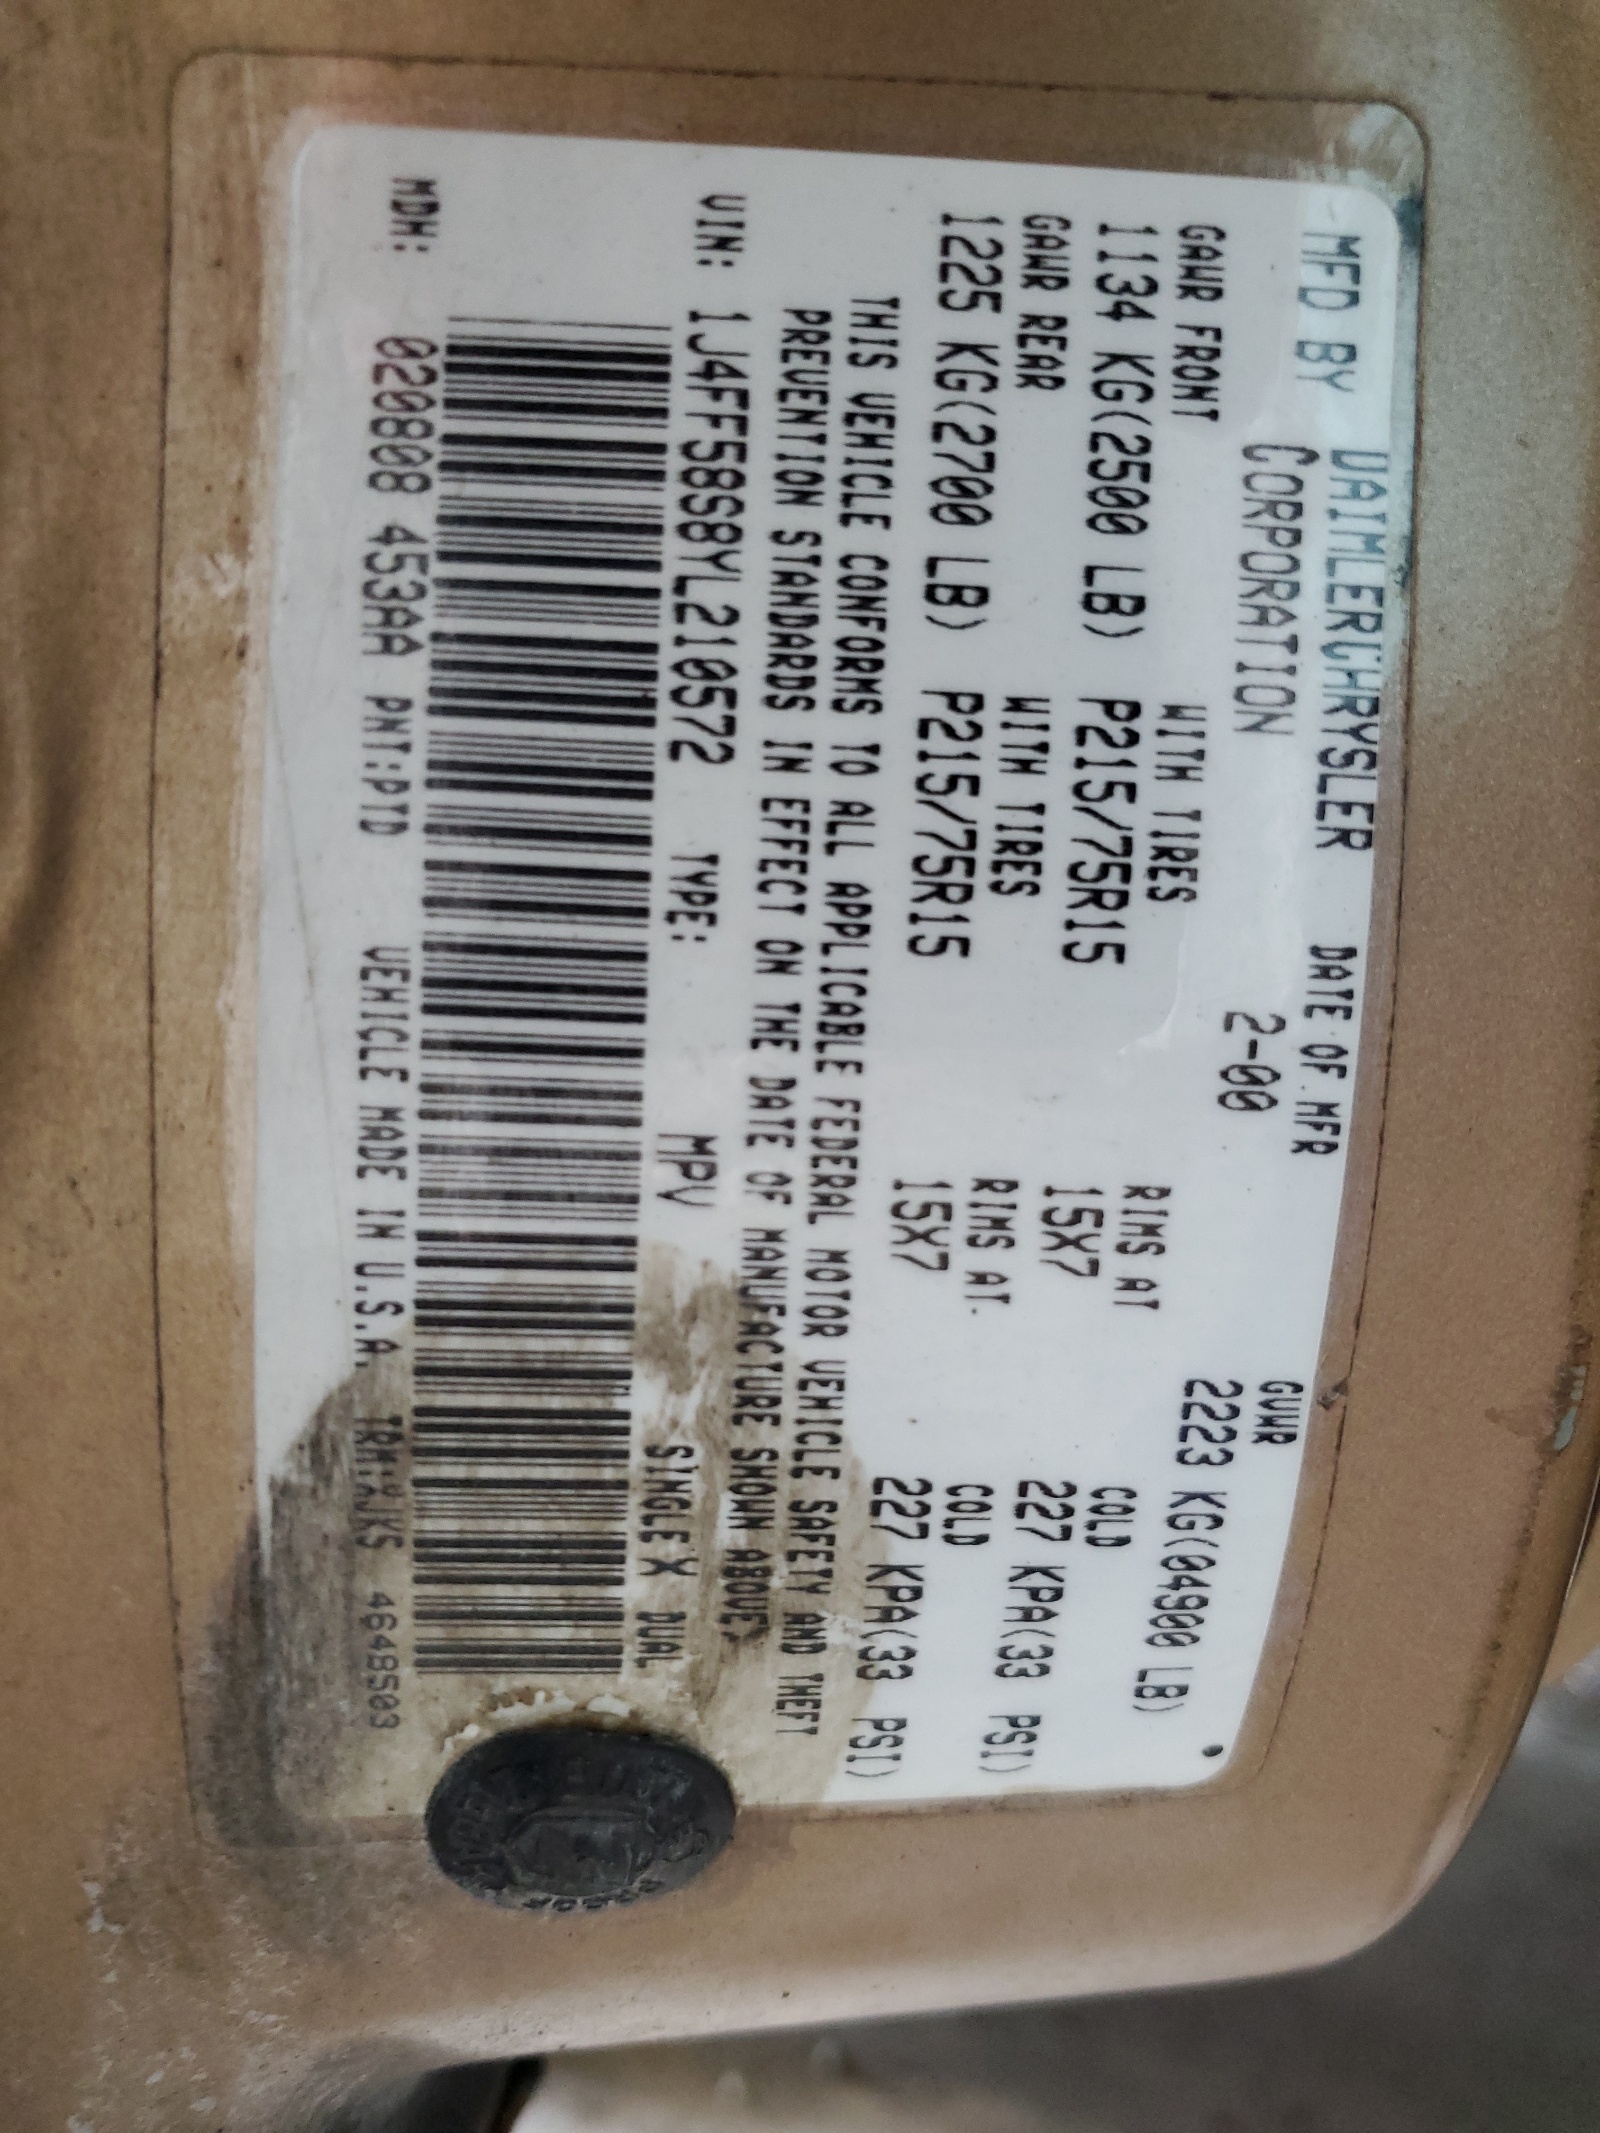 MFD BY DAIMLERCHRYSLER CORPORATION
DATE OF MFR 2-00
GVWR 2223 KG(04900 LB)
GAWR FRONT WITH TIRES RIMS AT COLD
1134 KG(2500 LB) P215/75R15 15X7 227 KPA(33 PSI)
GAWR REAR WITH TIRES RIMS AT COLD
1225 KG(2700 LB) P215/75R15 15X7 227 KPA(33 PSI)
THIS VEHICLE CONFORMS TO ALL APPLICABLE FEDERAL MOTOR VEHICLE SAFETY AND THEFT
PREVENTION STANDARDS IN EFFECT ON THE DATE OF MANUFACTURE SHOWN ABOVE.
VIN: 1J4FF58S8YL210572 TYPE: MPV SINGLE X DUAL
MDH: 020808 453AA PNT:PTD VEHICLE MADE IN U.S.A. 4648503